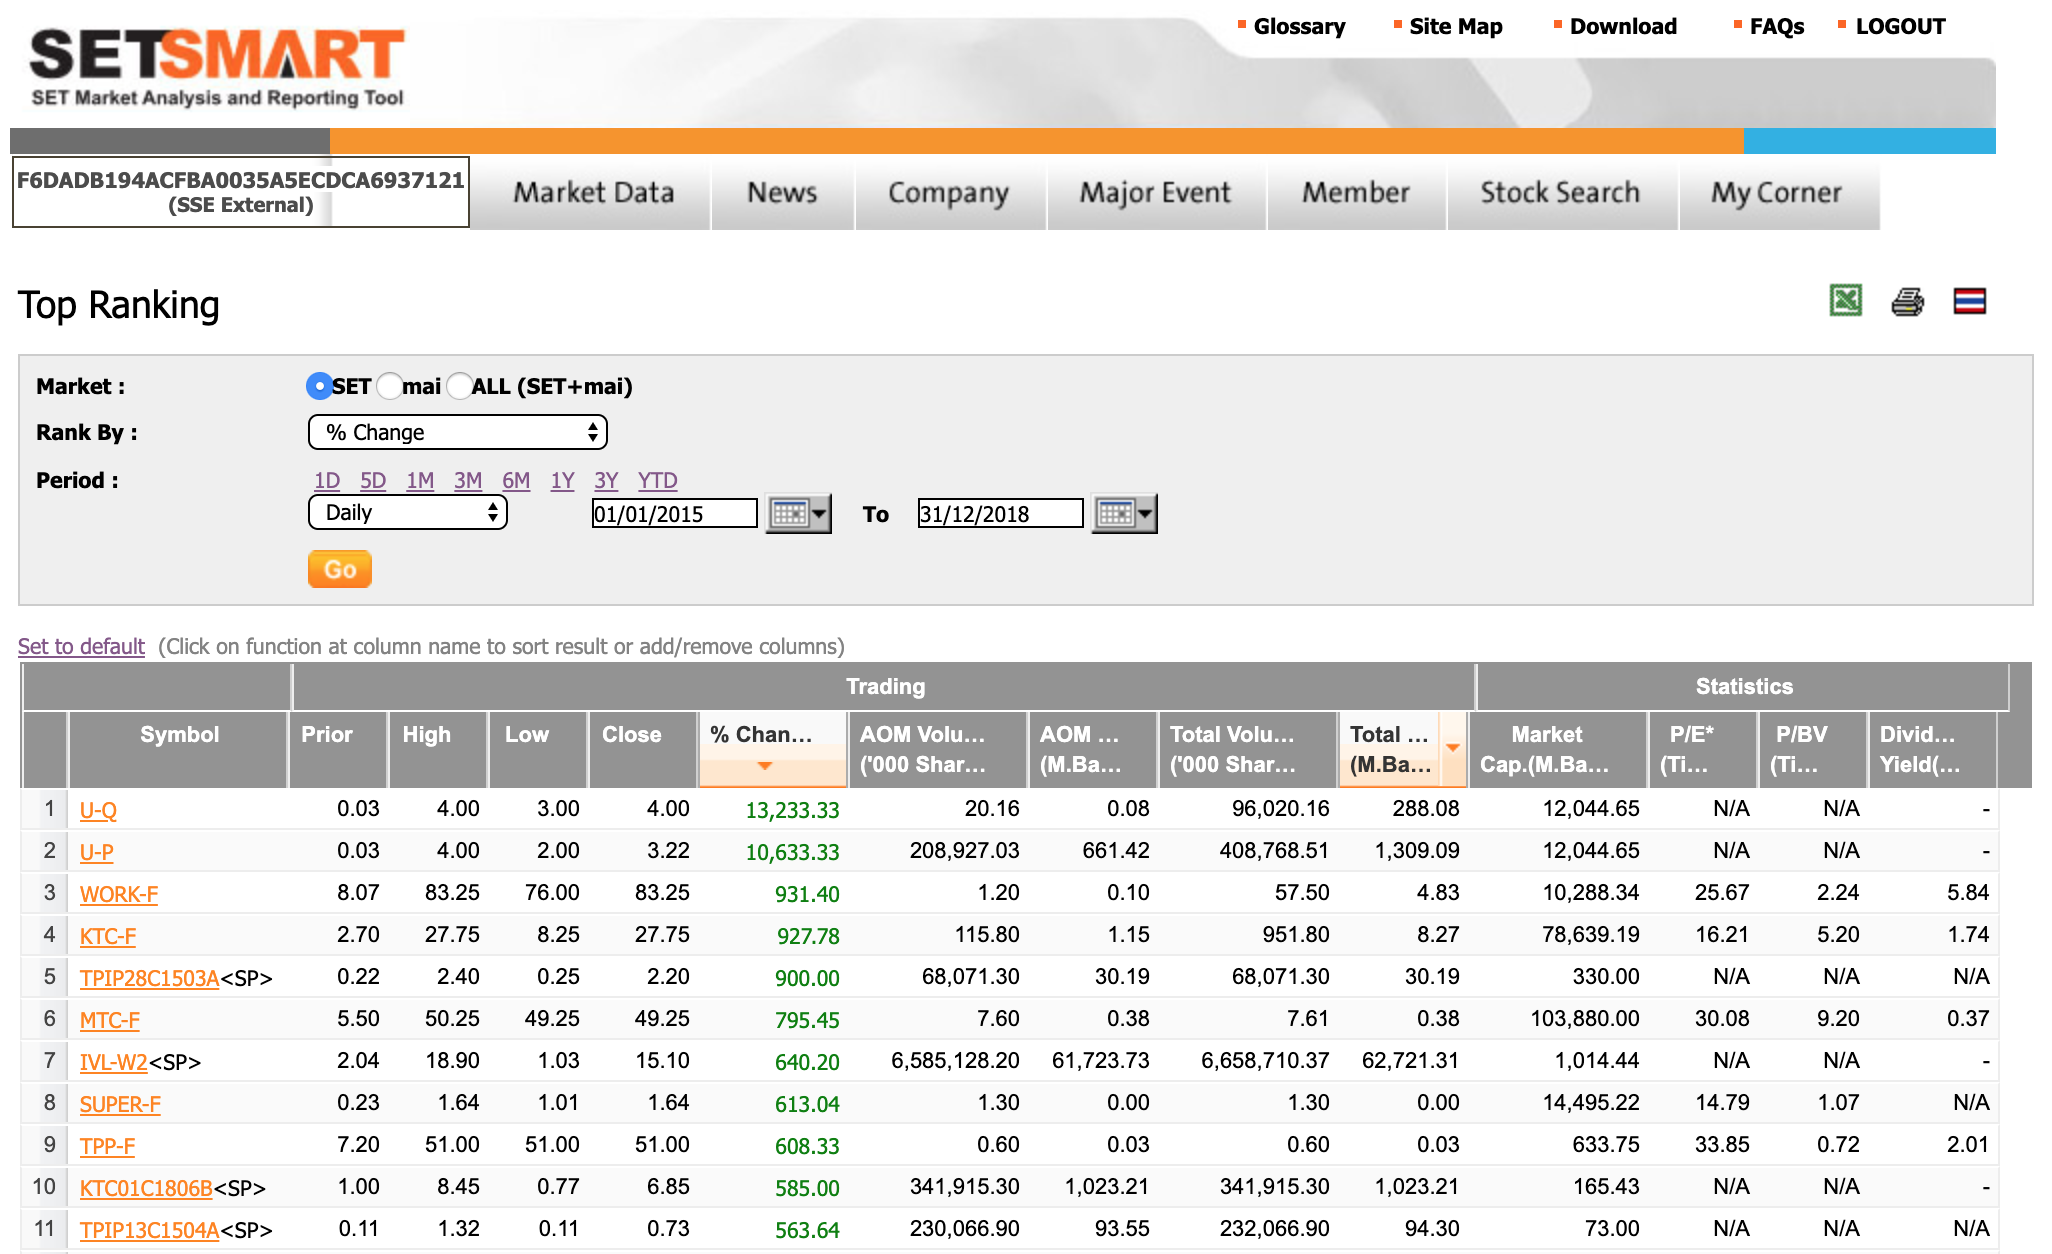 Glossary Site Map Download FAQs LOGOUT
SETSMART
SET Market Analysis and Reporting Tool
F6DADB194ACFBA0035A5ECDCA6937121
(SSE External)
Market Data News Company Major Event Member Stock Search My Corner
Top Ranking
Market : SET mai ALL (SET+mai)
Rank By : % Change
Period : 1D 5D 1M 3M 6M 1Y 3Y YTD
Daily 01/01/2015 To 31/12/2018
Go
Set to default (Click on function at column name to sort result or add/remove columns)
Trading Statistics
Symbol Prior High Low Close % Chan... AOM Volu... AOM ... Total Volu... Total ... Market P/E* P/BV Divid...
('000 Shar... (M.Ba... ('000 Shar... (M.Ba... Cap.(M.Ba... (Ti... (Ti... Yield(...
1 U-Q 0.03 4.00 3.00 4.00 13,233.33 20.16 0.08 96,020.16 288.08 12,044.65 N/A N/A -
2 U-P 0.03 4.00 2.00 3.22 10,633.33 208,927.03 661.42 408,768.51 1,309.09 12,044.65 N/A N/A -
3 WORK-F 8.07 83.25 76.00 83.25 931.40 1.20 0.10 57.50 4.83 10,288.34 25.67 2.24 5.84
4 KTC-F 2.70 27.75 8.25 27.75 927.78 115.80 1.15 951.80 8.27 78,639.19 16.21 5.20 1.74
5 TPIP28C1503A<SP> 0.22 2.40 0.25 2.20 900.00 68,071.30 30.19 68,071.30 30.19 330.00 N/A N/A N/A
6 MTC-F 5.50 50.25 49.25 49.25 795.45 7.60 0.38 7.61 0.38 103,880.00 30.08 9.20 0.37
7 IVL-W2<SP> 2.04 18.90 1.03 15.10 640.20 6,585,128.20 61,723.73 6,658,710.37 62,721.31 1,014.44 N/A N/A -
8 SUPER-F 0.23 1.64 1.01 1.64 613.04 1.30 0.00 1.30 0.00 14,495.22 14.79 1.07 N/A
9 TPP-F 7.20 51.00 51.00 51.00 608.33 0.60 0.03 0.60 0.03 633.75 33.85 0.72 2.01
10 KTC01C1806B<SP> 1.00 8.45 0.77 6.85 585.00 341,915.30 1,023.21 341,915.30 1,023.21 165.43 N/A N/A -
11 TPIP13C1504A<SP> 0.11 1.32 0.11 0.73 563.64 230,066.90 93.55 232,066.90 94.30 73.00 N/A N/A N/A